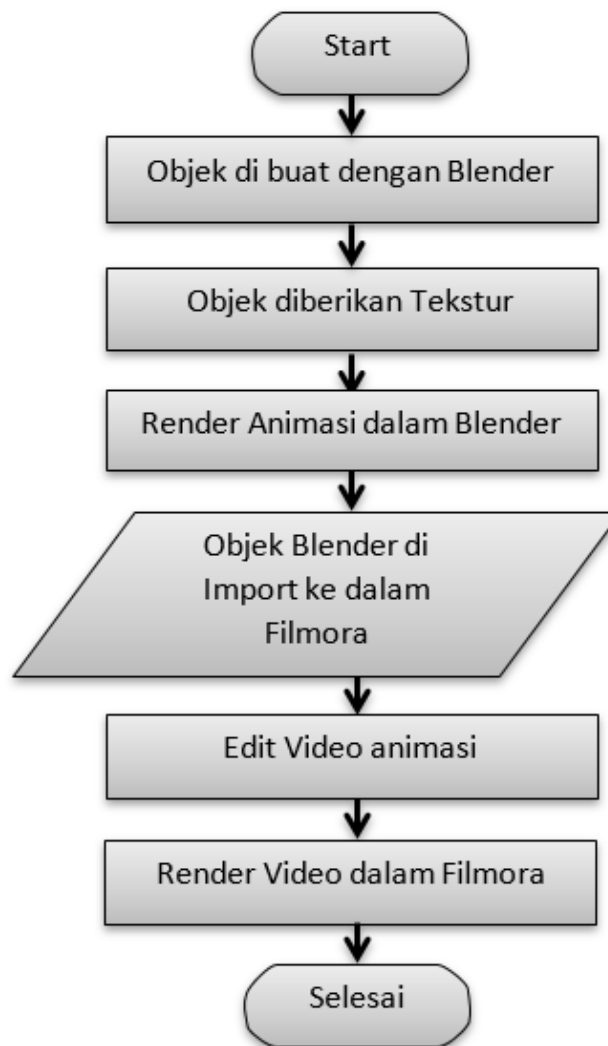 Start
Objek di buat dengan Blender
Objek diberikan Tekstur
Render Animasi dalam Blender
Objek Blender di
Import ke dalam
Filmora
Edit Video animasi
Render Video dalam Filmora
Selesai